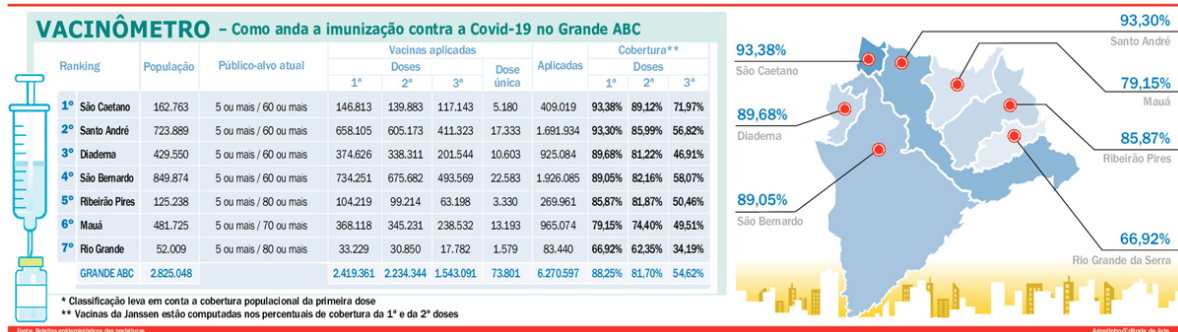 VACINÔMETRO – Como anda a imunização contra a Covid-19 no Grande ABC
Ranking População Público-alvo atual Vacinas aplicadas Aplicadas Cobertura**
Doses Dose única Doses
1ª 2ª 3ª 1ª 2ª 3ª
1º São Caetano 162.763 5 ou mais / 60 ou mais 146.813 139.883 117.143 5.180 409.019 93,38% 89,12% 71,97%
2º Santo André 723.889 5 ou mais / 60 ou mais 658.105 605.173 411.323 17.333 1.691.934 93,30% 85,99% 56,82%
3º Diadema 429.550 5 ou mais / 60 ou mais 374.626 338.311 201.544 10.603 925.084 89,68% 81,22% 46,91%
4º São Bernardo 849.874 5 ou mais / 60 ou mais 734.251 675.682 493.569 22.583 1.926.085 89,05% 82,16% 58,07%
5º Ribeirão Pires 125.238 5 ou mais / 80 ou mais 104.219 99.214 63.198 3.330 269.961 85,87% 81,87% 50,46%
6º Mauá 481.725 5 ou mais / 70 ou mais 368.118 345.231 238.532 13.193 965.074 79,15% 74,40% 49,51%
7º Rio Grande 52.009 5 ou mais / 80 ou mais 33.229 30.850 17.782 1.579 83.440 66,92% 62,35% 34,19%
GRANDE ABC 2.825.048 2.419.361 2.234.344 1.543.091 73.801 6.270.597 88,25% 81,70% 54,62%
* Classificação leva em conta a cobertura populacional da primeira dose
** Vacinas da Janssen estão computadas nos percentuais de cobertura da 1ª e da 2ª doses
93,30%
Santo André
93,38%
São Caetano
79,15%
Mauá
89,68%
Diadema
85,87%
Ribeirão Pires
89,05%
São Bernardo
66,92%
Rio Grande da Serra
Fonte: Boletins epidemiológicos das prefeituras
Agostinho/Editoria de Arte